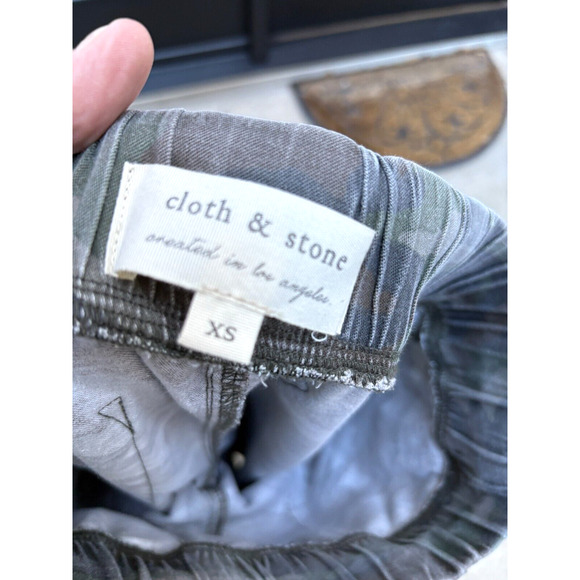 cloth & stone
created in los angeles.
XS